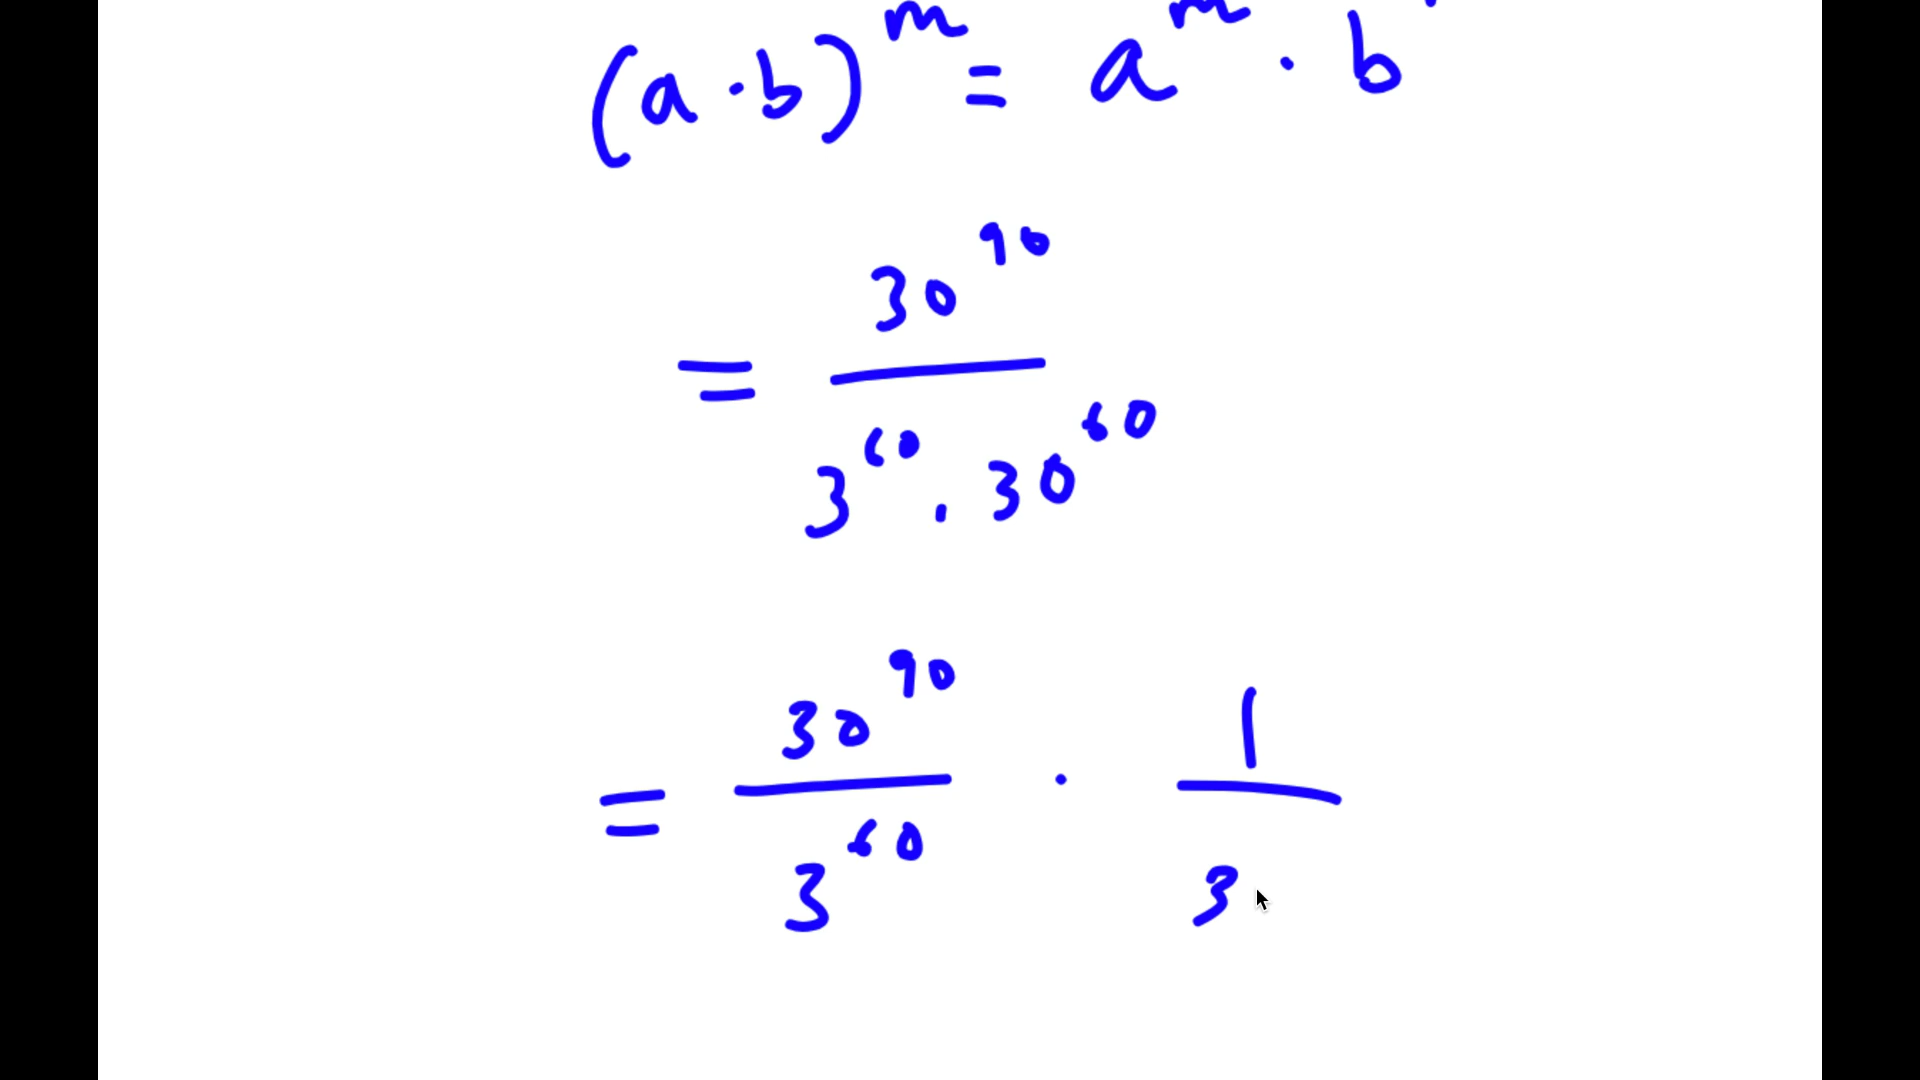 (a · b)^m = a^m · b
= 30^90 / 3^60 · 30^60
= 30^90 / 3^60 · 1 / 3